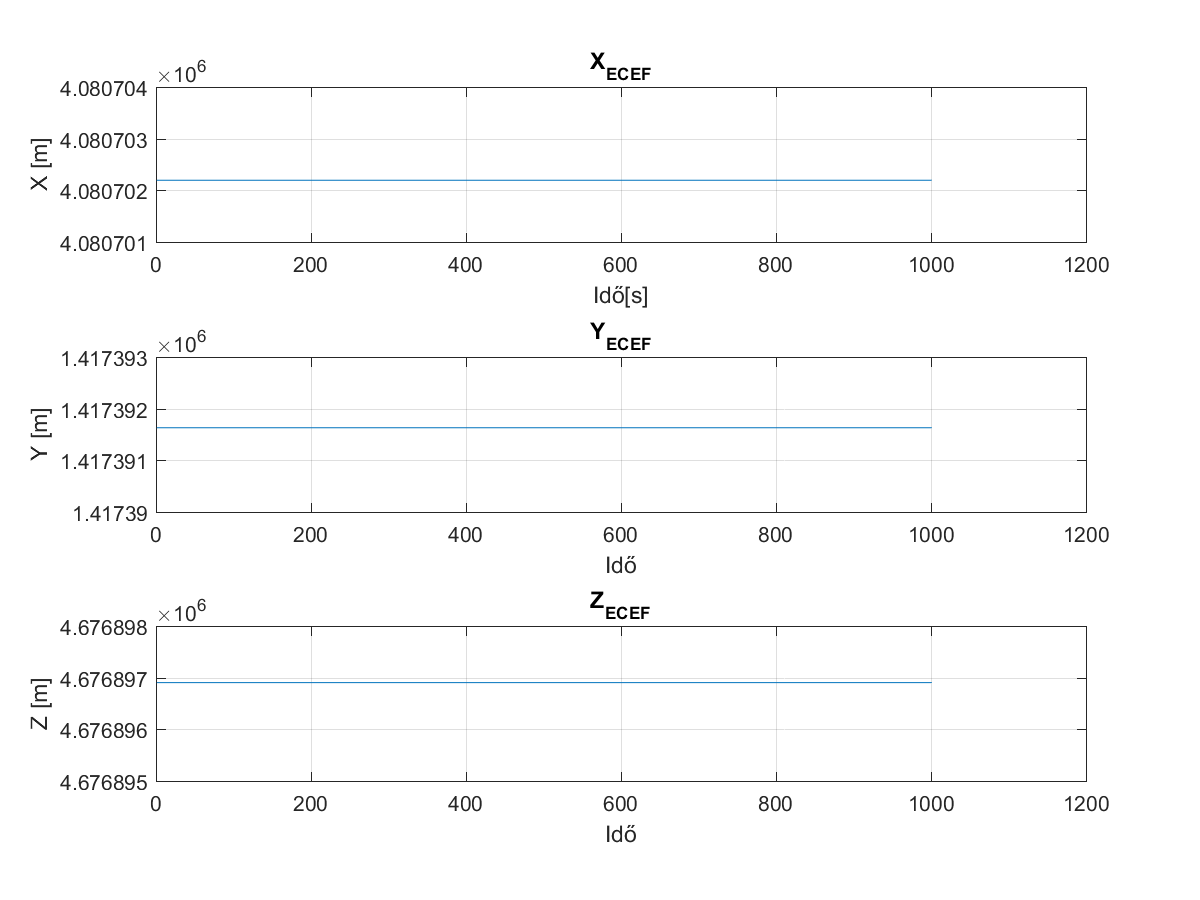 X_ECEF
×10^6
4.080704
4.080703
4.080702
4.080701
X [m]
0 200 400 600 800 1000 1200
Idő[s]
Y_ECEF
×10^6
1.417393
1.417392
1.417391
1.41739
Y [m]
0 200 400 600 800 1000 1200
Idő
Z_ECEF
×10^6
4.676898
4.676897
4.676896
4.676895
Z [m]
0 200 400 600 800 1000 1200
Idő